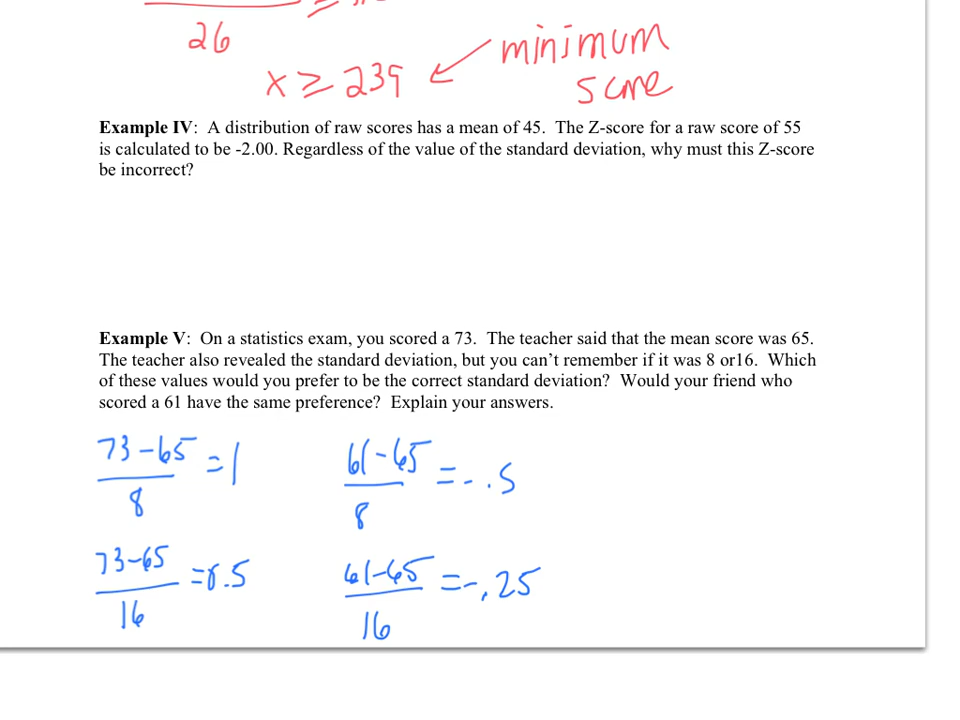 26
minimum
x ≥ 239
score
Example IV: A distribution of raw scores has a mean of 45. The Z-score for a raw score of 55
is calculated to be -2.00. Regardless of the value of the standard deviation, why must this Z-score
be incorrect?
Example V: On a statistics exam, you scored a 73. The teacher said that the mean score was 65.
The teacher also revealed the standard deviation, but you can't remember if it was 8 or16. Which
of these values would you prefer to be the correct standard deviation? Would your friend who
scored a 61 have the same preference? Explain your answers.
73-65 = 1
8
61-65 = -.5
8
73-65 = 0.5
16
61-65 = -.25
16